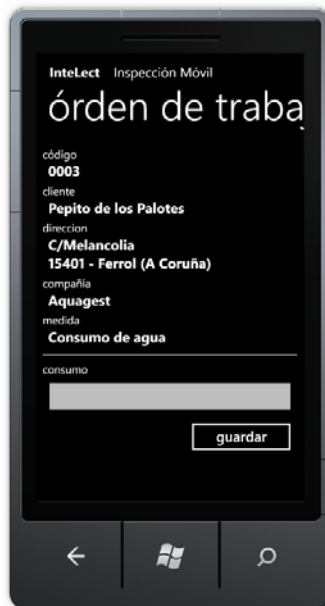 InteLect Inspección Móvil
órden de traba
código
0003
cliente
Pepito de los Palotes
direccion
C/Melancolia
15401 - Ferrol (A Coruña)
compañía
Aquagest
medida
Consumo de agua
consumo
guardar